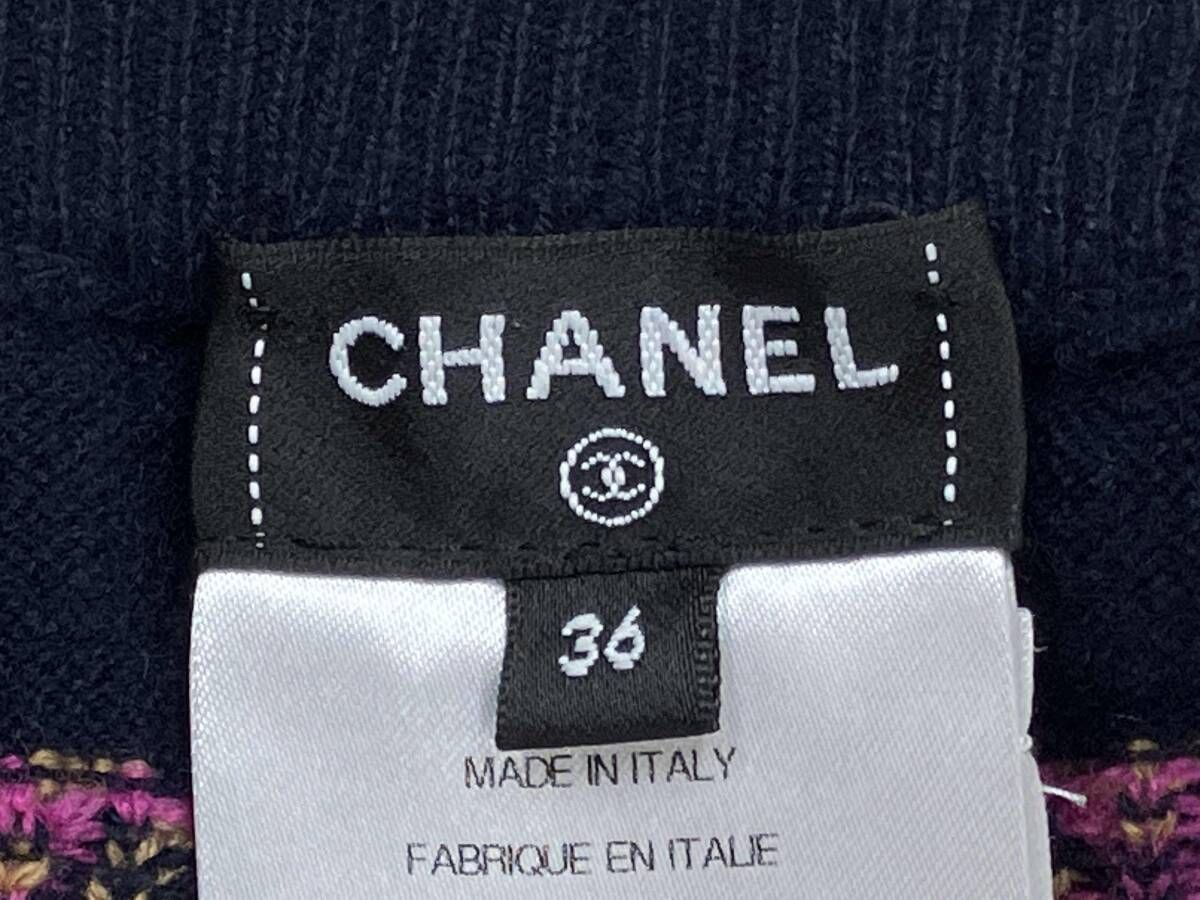 CHANEL
36
MADE IN ITALY
FABRIQUE EN ITALIE